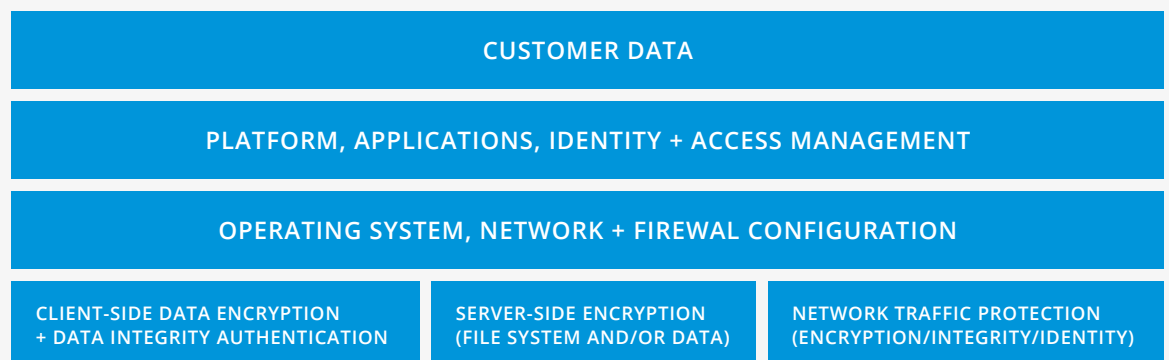 CUSTOMER DATA
PLATFORM, APPLICATIONS, IDENTITY + ACCESS MANAGEMENT
OPERATING SYSTEM, NETWORK + FIREWAL CONFIGURATION
CLIENT-SIDE DATA ENCRYPTION
+ DATA INTEGRITY AUTHENTICATION
SERVER-SIDE ENCRYPTION
(FILE SYSTEM AND/OR DATA)
NETWORK TRAFFIC PROTECTION
(ENCRYPTION/INTEGRITY/IDENTITY)